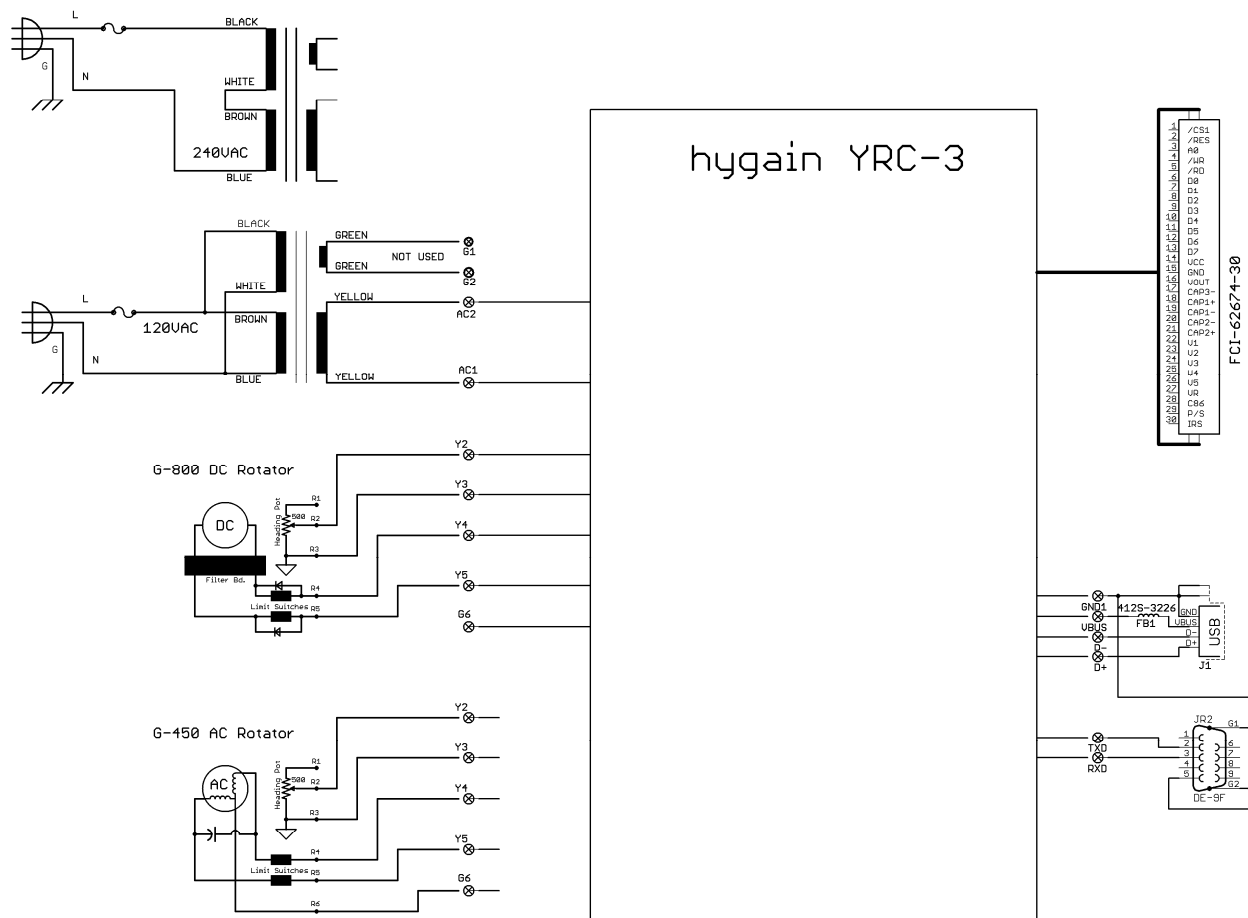 L
BLACK
G
N
WHITE
BROWN
240VAC
BLUE
hygain YRC-3
BLACK
GREEN
G1
NOT USED
GREEN
G2
WHITE
YELLOW
AC2
L
120VAC
BROWN
G
N
BLUE
YELLOW
AC1
1 /CS1
2 /RES
3 A0
4 /WR
5 /RD
6 D0
7 D1
8 D2
9 D3
10 D4
11 D5
12 D6
13 D7
14 VCC
15 GND
16 VOUT
17 CAP3-
18 CAP1+
19 CAP1-
20 CAP2-
21 CAP2+
22 V1
23 V2
24 V3
25 V4
26 V5
27 VR
28 C86
29 P/S
30 IRS
FCI-62674-30
G-800 DC Rotator
Y2
Y3
Y4
Y5
G6
DC
Heading Pot
500
R1
R2
R3
R4
R5
Filter Bd.
Limit Switches
GND1
VBUS
D-
D+
412S-3226
FB1
GND
VBUS
D-
D+
USB
J1
G-450 AC Rotator
Y2
Y3
Y4
Y5
G6
AC
Heading Pot
500
R1
R2
R3
R4
R5
R6
Limit Switches
TXD
RXD
JR2
G1
1
2
3
4
5
6
7
8
9
G2
DE-9F